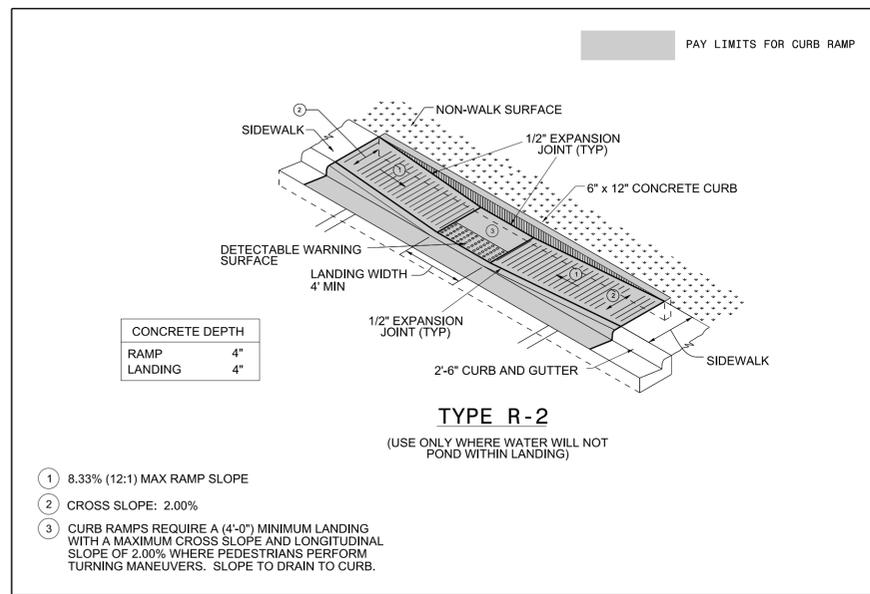 PAY LIMITS FOR CURB RAMP
2
NON-WALK SURFACE
SIDEWALK
1/2" EXPANSION
JOINT (TYP)
1
6" x 12" CONCRETE CURB
3
DETECTABLE WARNING
SURFACE
LANDING WIDTH
4' MIN
1
2
1/2" EXPANSION
JOINT (TYP)
CONCRETE DEPTH
RAMP 4"
LANDING 4"
SIDEWALK
2'-6" CURB AND GUTTER
TYPE R-2
(USE ONLY WHERE WATER WILL NOT
POND WITHIN LANDING)
1 8.33% (12:1) MAX RAMP SLOPE
2 CROSS SLOPE: 2.00%
3 CURB RAMPS REQUIRE A (4'-0") MINIMUM LANDING
WITH A MAXIMUM CROSS SLOPE AND LONGITUDINAL
SLOPE OF 2.00% WHERE PEDESTRIANS PERFORM
TURNING MANEUVERS. SLOPE TO DRAIN TO CURB.